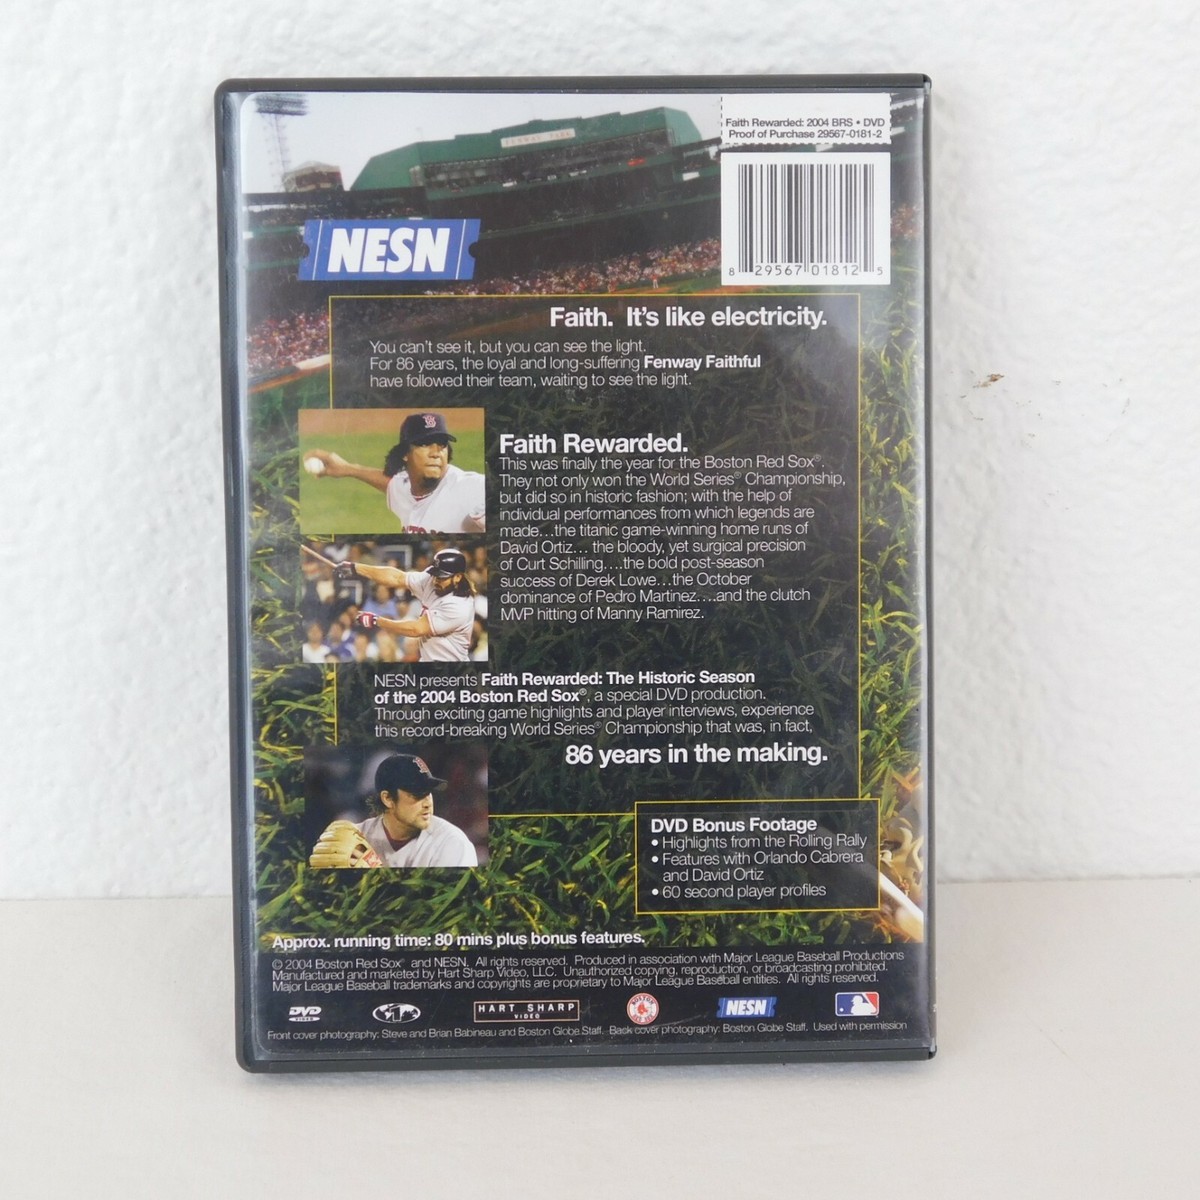 FENWAY PARK
Faith Rewarded: 2004 BRS • DVD
Proof of Purchase 29567-0181-2
NESN
8 29567 01812 5
Faith. It's like electricity.
You can't see it, but you can see the light.
For 86 years, the loyal and long-suffering Fenway Faithful
have followed their team, waiting to see the light.
Faith Rewarded.
This was finally the year for the Boston Red Sox®.
They not only won the World Series® Championship,
but did so in historic fashion; with the help of
individual performances from which legends are
made...the titanic game-winning home runs of
David Ortiz... the bloody, yet surgical precision
of Curt Schilling....the bold post-season
success of Derek Lowe...the October
dominance of Pedro Martinez....and the clutch
MVP hitting of Manny Ramirez.
NESN presents Faith Rewarded: The Historic Season
of the 2004 Boston Red Sox®, a special DVD production.
Through exciting game highlights and player interviews, experience
this record-breaking World Series® Championship that was, in fact,
86 years in the making.
DVD Bonus Footage
• Highlights from the Rolling Rally
• Features with Orlando Cabrera
and David Ortiz
• 60 second player profiles
Approx. running time: 80 mins plus bonus features.
© 2004 Boston Red Sox® and NESN. All rights reserved. Produced in association with Major League Baseball Productions
Manufactured and marketed by Hart Sharp Video, LLC. Unauthorized copying, reproduction, or broadcasting prohibited.
Major League Baseball trademarks and copyrights are proprietary to Major League Baseball entities. All rights reserved.
DVD VIDEO
HART SHARP VIDEO
BOSTON RED SOX
NESN
Front cover photography: Steve and Brian Babineau and Boston Globe Staff. Back cover photography: Boston Globe Staff. Used with permission